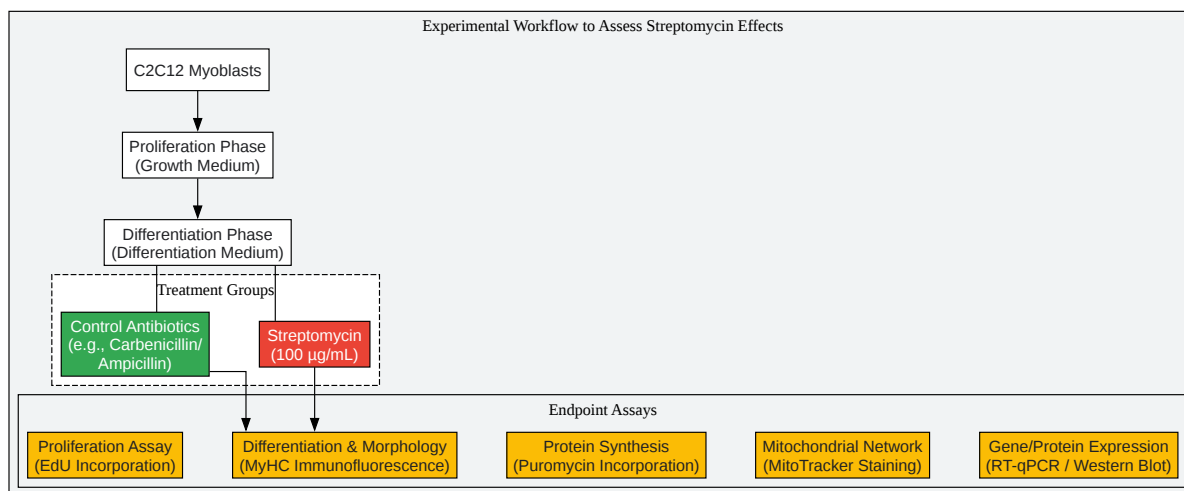 Experimental Workflow to Assess Streptomycin Effects
C2C12 Myoblasts
Proliferation Phase
(Growth Medium)
Differentiation Phase
(Differentiation Medium)
Treatment Groups
Control Antibiotics
(e.g., Carbenicillin/
Ampicillin)
Streptomycin
(100 µg/mL)
Endpoint Assays
Proliferation Assay
(EdU Incorporation)
Differentiation & Morphology
(MyHC Immunofluorescence)
Protein Synthesis
(Puromycin Incorporation)
Mitochondrial Network
(MitoTracker Staining)
Gene/Protein Expression
(RT-qPCR / Western Blot)